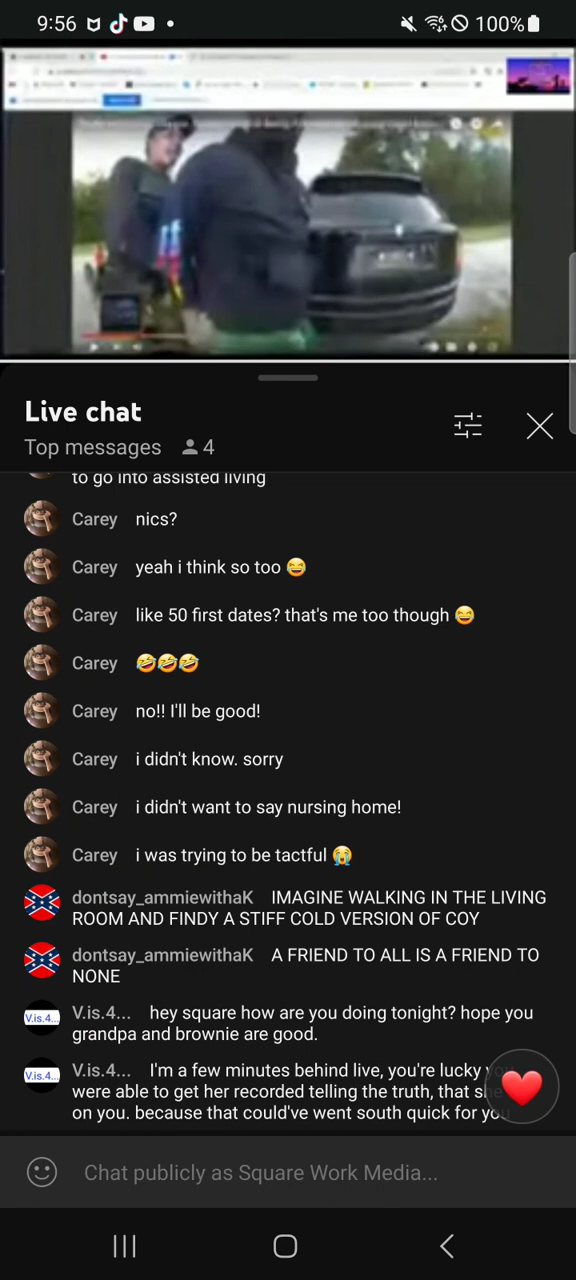 9:56
100%
Live chat
Top messages 4
to go into assisted living
Carey nics?
Carey yeah i think so too 😂
Carey like 50 first dates? that's me too though 😂
Carey 🤣🤣🤣
Carey no!! I'll be good!
Carey i didn't know. sorry
Carey i didn't want to say nursing home!
Carey i was trying to be tactful 😭
dontsay_ammiewithaK IMAGINE WALKING IN THE LIVING
ROOM AND FINDY A STIFF COLD VERSION OF COY
dontsay_ammiewithaK A FRIEND TO ALL IS A FRIEND TO
NONE
V.is.4... V.is.4... hey square how are you doing tonight? hope you
grandpa and brownie are good.
V.is.4... V.is.4... I'm a few minutes behind live, you're lucky you
were able to get her recorded telling the truth, that she
on you. because that could've went south quick for you
Chat publicly as Square Work Media...